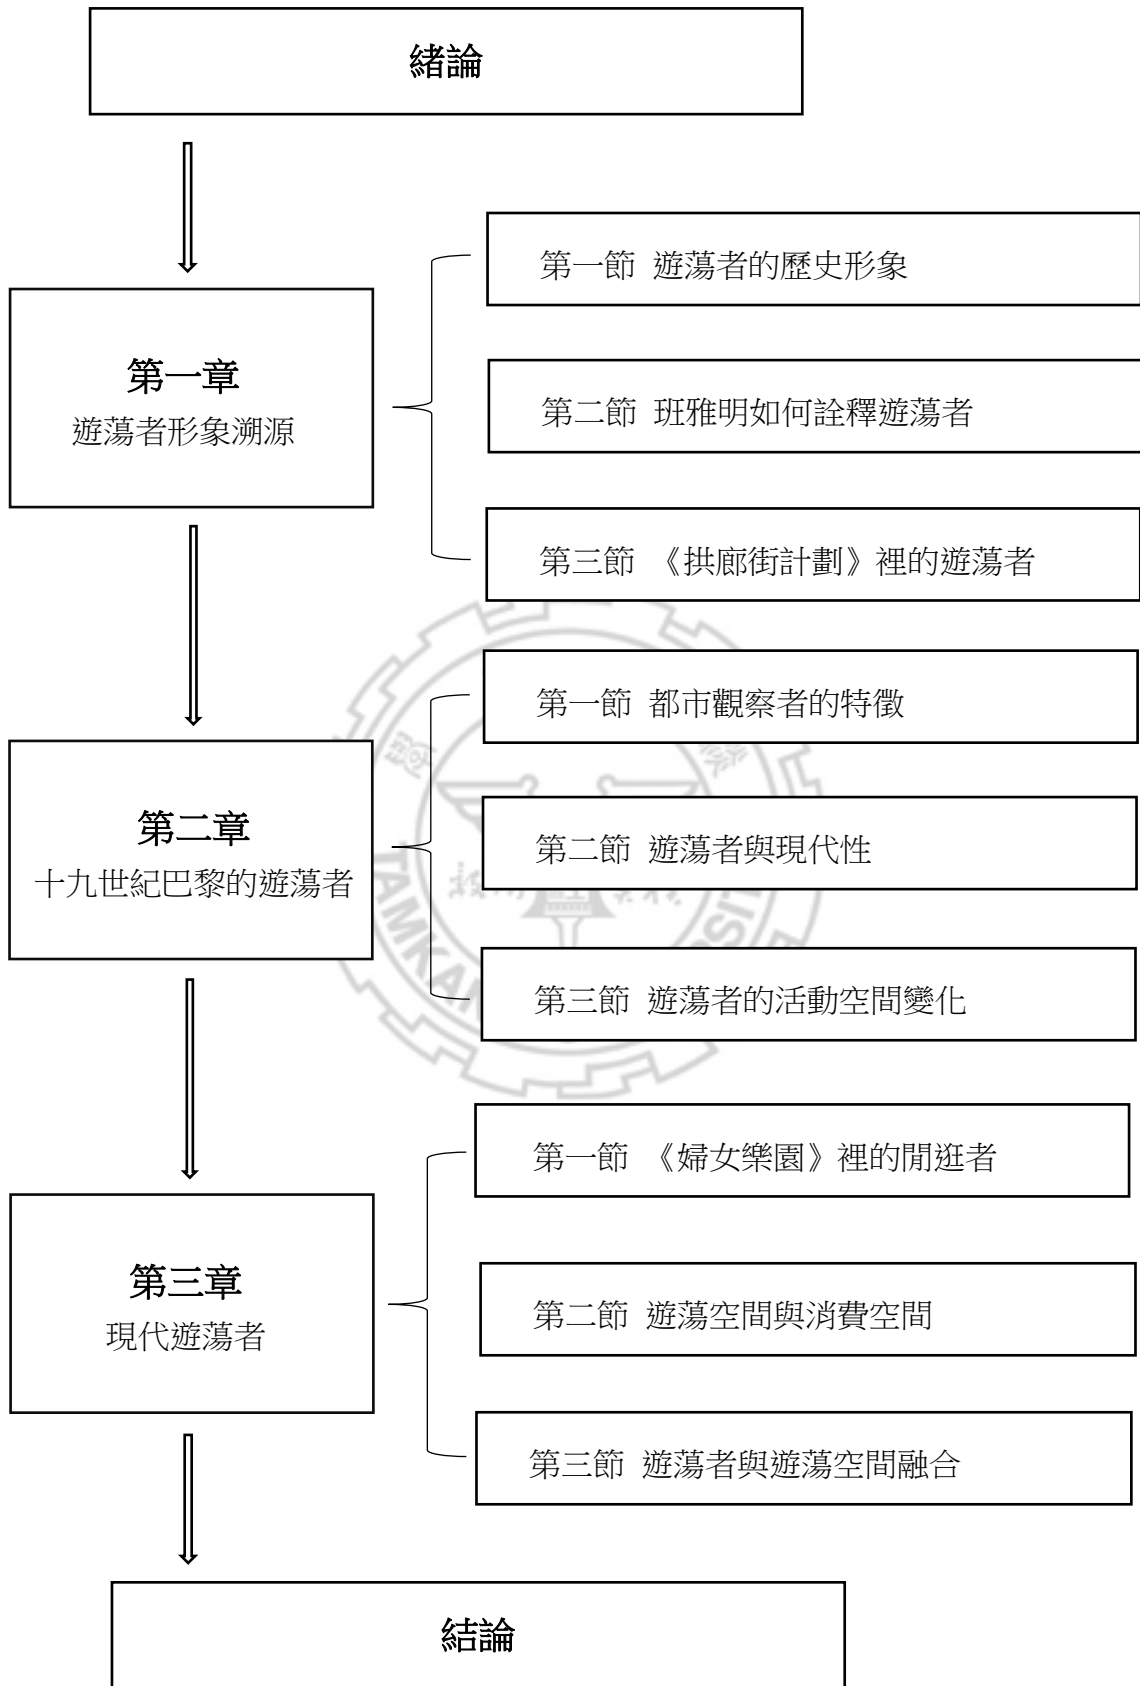 緒論
第一章
遊蕩者形象溯源
第一節 遊蕩者的歷史形象
第二節 班雅明如何詮釋遊蕩者
第三節 《拱廊街計劃》裡的遊蕩者
第二章
十九世紀巴黎的遊蕩者
第一節 都市觀察者的特徵
第二節 遊蕩者與現代性
第三節 遊蕩者的活動空間變化
第三章
現代遊蕩者
第一節 《婦女樂園》裡的閒逛者
第二節 遊蕩空間與消費空間
第三節 遊蕩者與遊蕩空間融合
結論